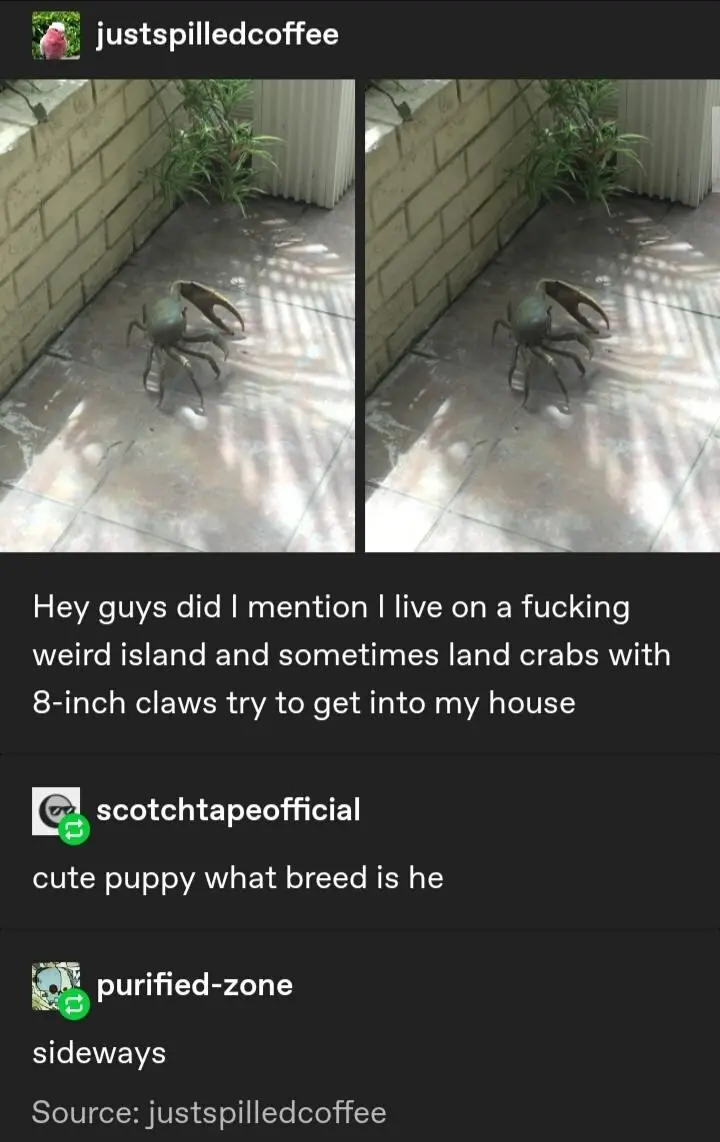 justspilledcoffee
Hey guys did I mention I live on a fucking
weird island and sometimes land crabs with
8-inch claws try to get into my house
scotchtapeofficial
cute puppy what breed is he
purified-zone
sideways
Source: justspilledcoffee